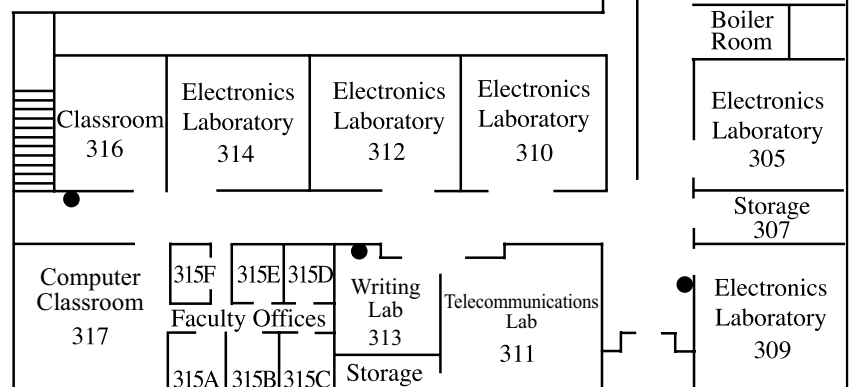 Boiler
Room
Classroom
316
Electronics
Laboratory
314
Electronics
Laboratory
312
Electronics
Laboratory
310
Electronics
Laboratory
305
Storage
307
Computer
Classroom
317
315F
315E
315D
Faculty Offices
315A
315B
315C
Writing
Lab
313
Storage
Telecommunications
Lab
311
Electronics
Laboratory
309